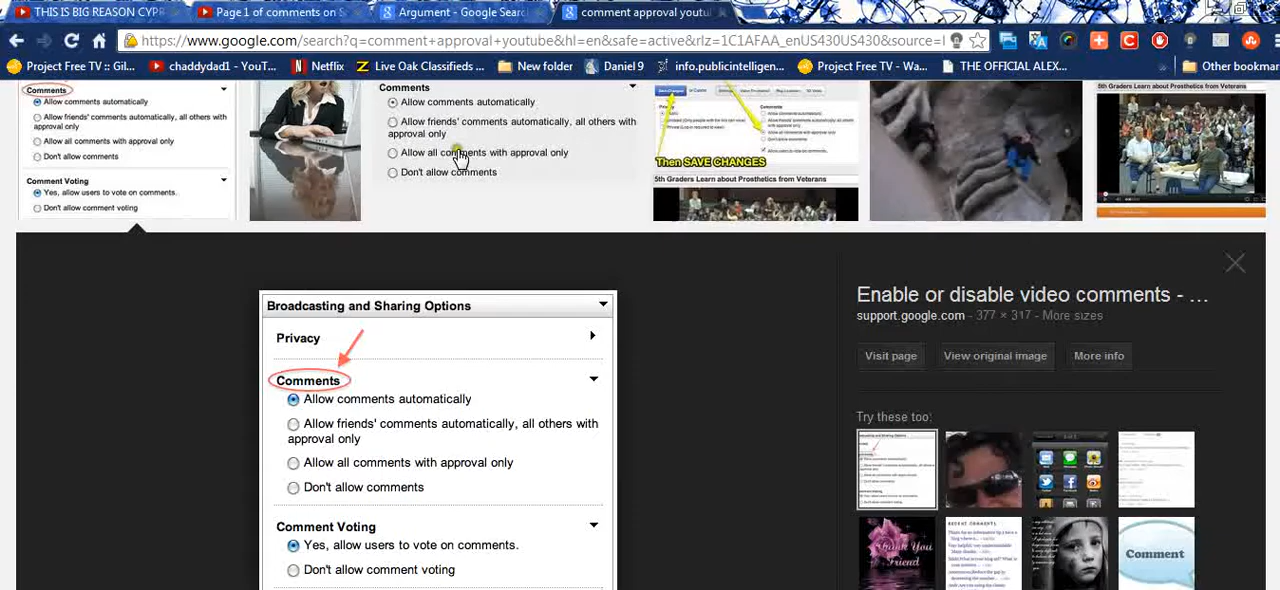 THIS IS BIG REASON CYPR
Page 1 of comments on S
Argument - Google Searc
comment approval youtu
https://www.google.com/search?q=comment+approval+youtube&hl=en&safe=active&rlz=1C1AFAA_enUS430US430&source=l
Project Free TV :: Gil...
chaddydad1 - YouT...
Netflix
Live Oak Classifieds ...
New folder
Daniel 9
info.publicintelligen...
Project Free TV - Wa...
THE OFFICIAL ALEX...
Other bookmar
Comments
Allow comments automatically
Allow friends' comments automatically, all others with
approval only
Allow all comments with approval only
Don't allow comments
Comment Voting
Yes, allow users to vote on comments.
Don't allow comment voting
Comments
Allow comments automatically
Allow friends' comments automatically, all others with
approval only
Allow all comments with approval only
Don't allow comments
Then SAVE CHANGES
5th Graders Learn about Prosthetics from Veterans
5th Graders Learn about Prosthetics from Veterans
Broadcasting and Sharing Options
Privacy
Comments
Allow comments automatically
Allow friends' comments automatically, all others with
approval only
Allow all comments with approval only
Don't allow comments
Comment Voting
Yes, allow users to vote on comments.
Enable or disable video comments - ...
support.google.com - 377 × 317 - More sizes
Visit page
View original image
More info
Try these too:
Thank You
Friend
RECENT COMMENTS
Comment